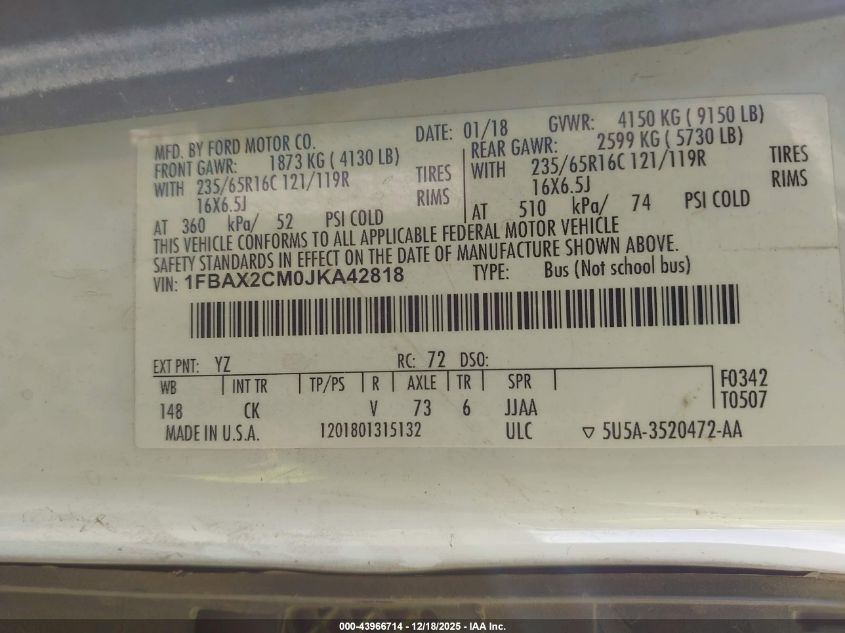 MFD. BY FORD MOTOR CO. DATE: 01/18 GVWR: 4150 KG ( 9150 LB)
FRONT GAWR: 1873 KG ( 4130 LB) REAR GAWR: 2599 KG ( 5730 LB)
WITH 235/65R16C 121/119R TIRES WITH 235/65R16C 121/119R TIRES
16X6.5J RIMS 16X6.5J RIMS
AT 360 kPa/ 52 PSI COLD AT 510 kPa/ 74 PSI COLD
THIS VEHICLE CONFORMS TO ALL APPLICABLE FEDERAL MOTOR VEHICLE
SAFETY STANDARDS IN EFFECT ON THE DATE OF MANUFACTURE SHOWN ABOVE.
VIN: 1FBAX2CM0JKA42818 TYPE: Bus (Not school bus)
EXT PNT: YZ RC: 72 DSO:
WB INT TR TP/PS R AXLE TR SPR F0342
148 CK V 73 6 JJAA T0507
MADE IN U.S.A. 1201801315132 ULC ▽ 5U5A-3520472-AA
000-43966714 - 12/18/2025 - IAA Inc.